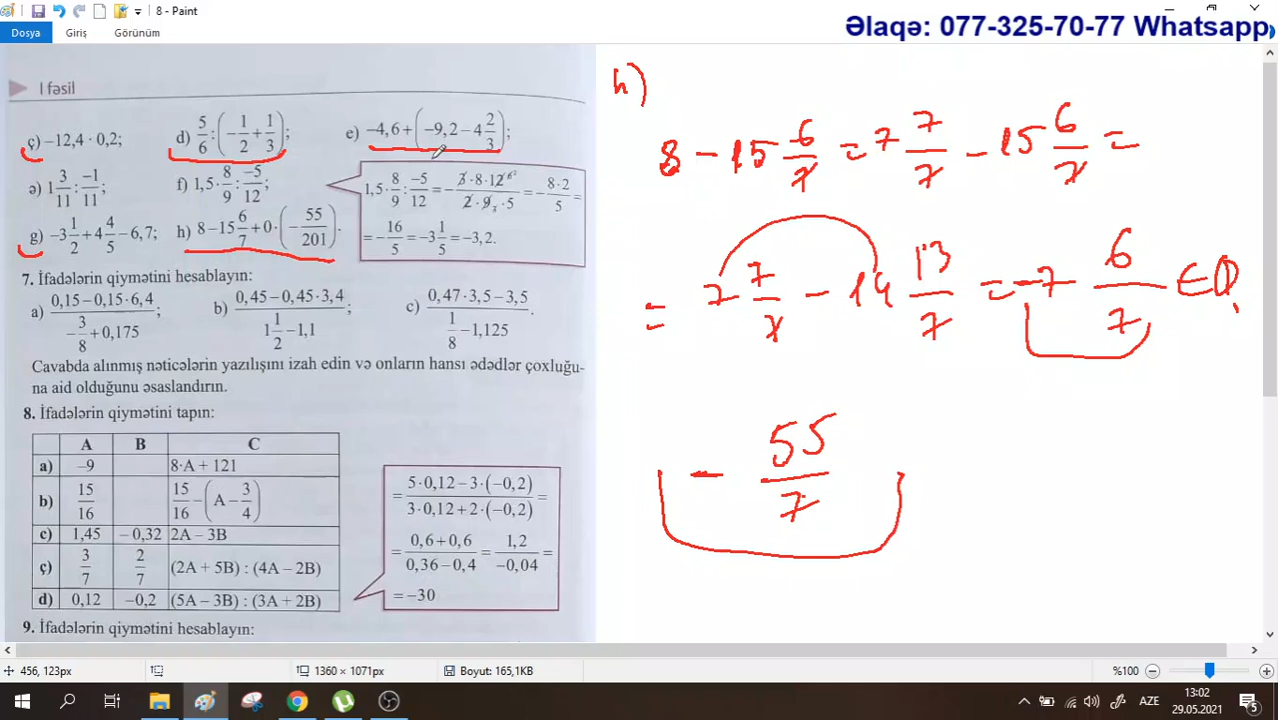 8 - Paint
Əlaqə: 077-325-70-77 Whatsapp
Dosya Giriş Görünüm
I fəsil
ç) −12,4 · 0,2; d) 5/6 : (−1/2 + 1/3); e) −4,6 + (−9,2 − 4 2/3);
ə) 1 3/11 : −1/11; f) 1,5 · 8/9 : −5/12;
g) −3 1/2 + 4 4/5 − 6,7; h) 8 − 15 6/7 + 0 · (−55/201).
1,5 · 8/9 : −5/12 = − 3·8·12 6 2 / 2·9 3·5 = − 8·2/5 =
= − 16/5 = −3 1/5 = −3,2.
7. İfadələrin qiymətini hesablayın:
a) 0,15 − 0,15 · 6,4 / −3/8 + 0,175; b) 0,45 − 0,45 · 3,4 / 1 1/2 − 1,1; c) 0,47 · 3,5 − 3,5 / 1/8 − 1,125.
Cavabda alınmış nəticələrin yazılışını izah edin və onların hansı ədədlər çoxluğu-
na aid olduğunu əsaslandırın.
8. İfadələrin qiymətini tapın:
A B C
a) −9 8·A + 121
b) 15/16 15/16 − (A − 3/4)
c) 1,45 − 0,32 2A − 3B
ç) 3/7 2/7 (2A + 5B) : (4A − 2B)
d) 0,12 −0,2 (5A − 3B) : (3A + 2B)
= 5·0,12 − 3·(−0,2) / 3·0,12 + 2·(−0,2) =
= 0,6 + 0,6 / 0,36 − 0,4 = 1,2 / −0,04 =
= −30
9. İfadələrin qiymətini hesablayın:
h)
8 − 15 6/7 = 7 7/7 − 15 6/7 =
= 7 7/7 − 14 13/7 = −7 6/7 ∈ Q
− 55/7
456, 123px 1360 × 1071px Boyut: 165,1KB %100
AZE 13:02
29.05.2021 5